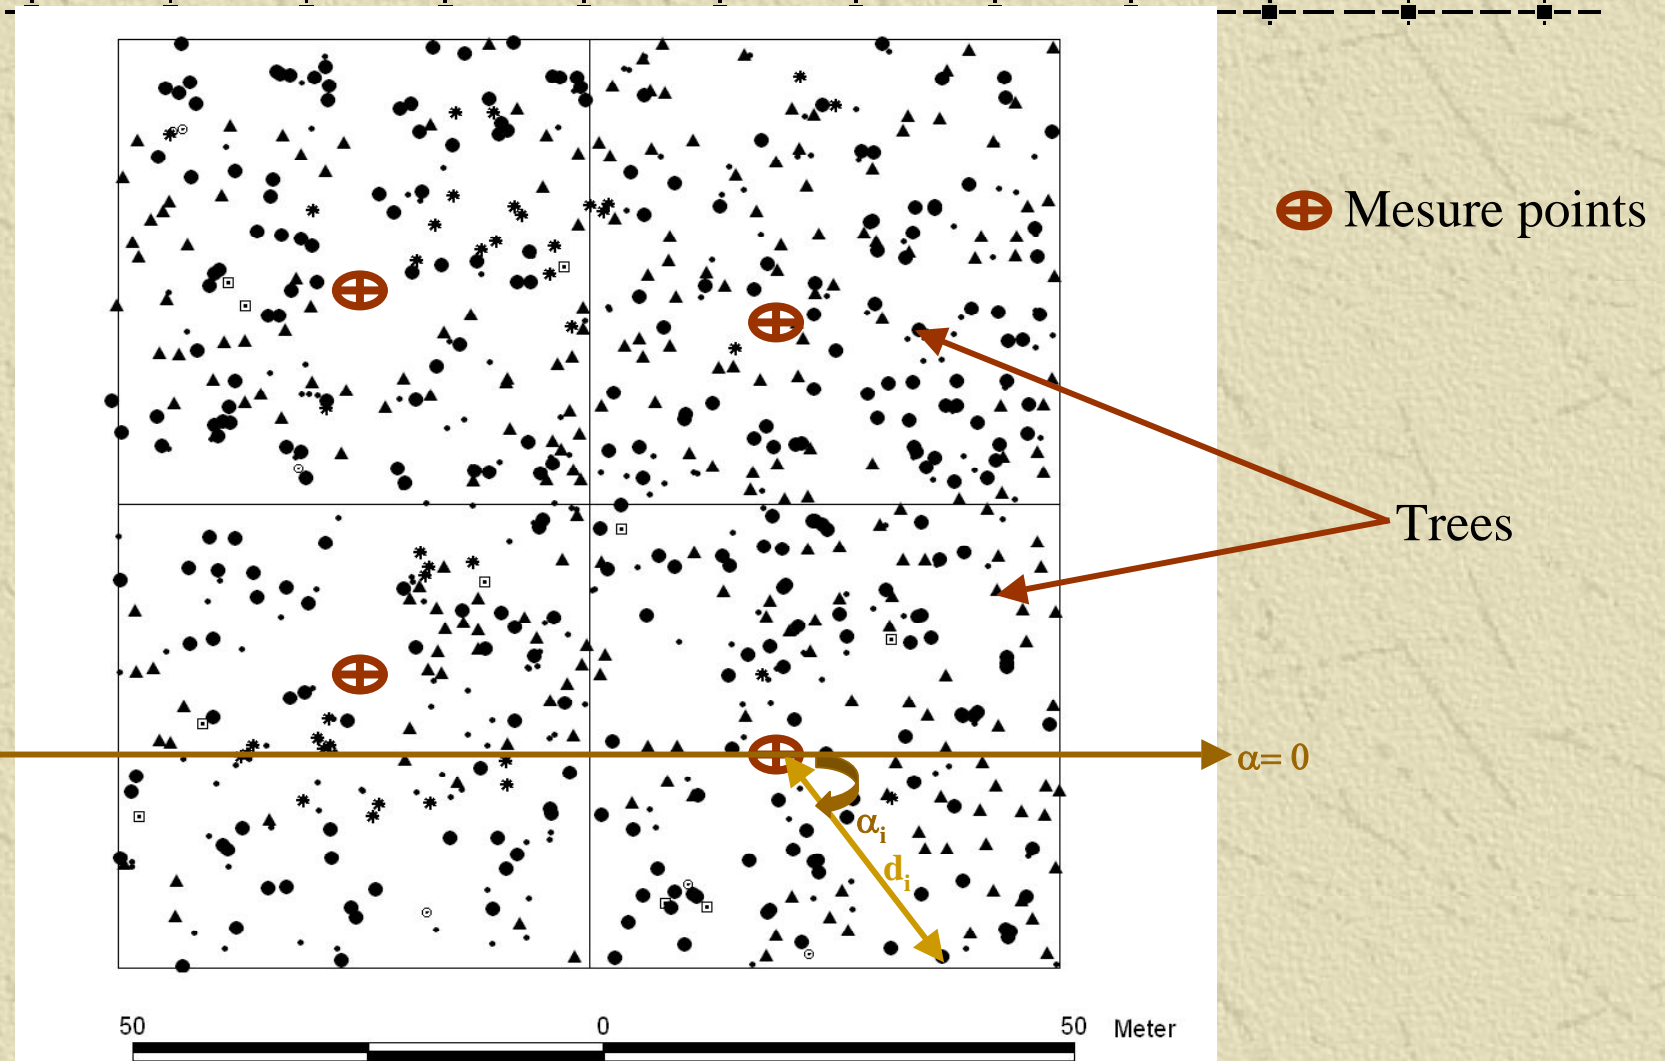 Mesure points
Trees
α= 0
αi
di
50 0 50 Meter